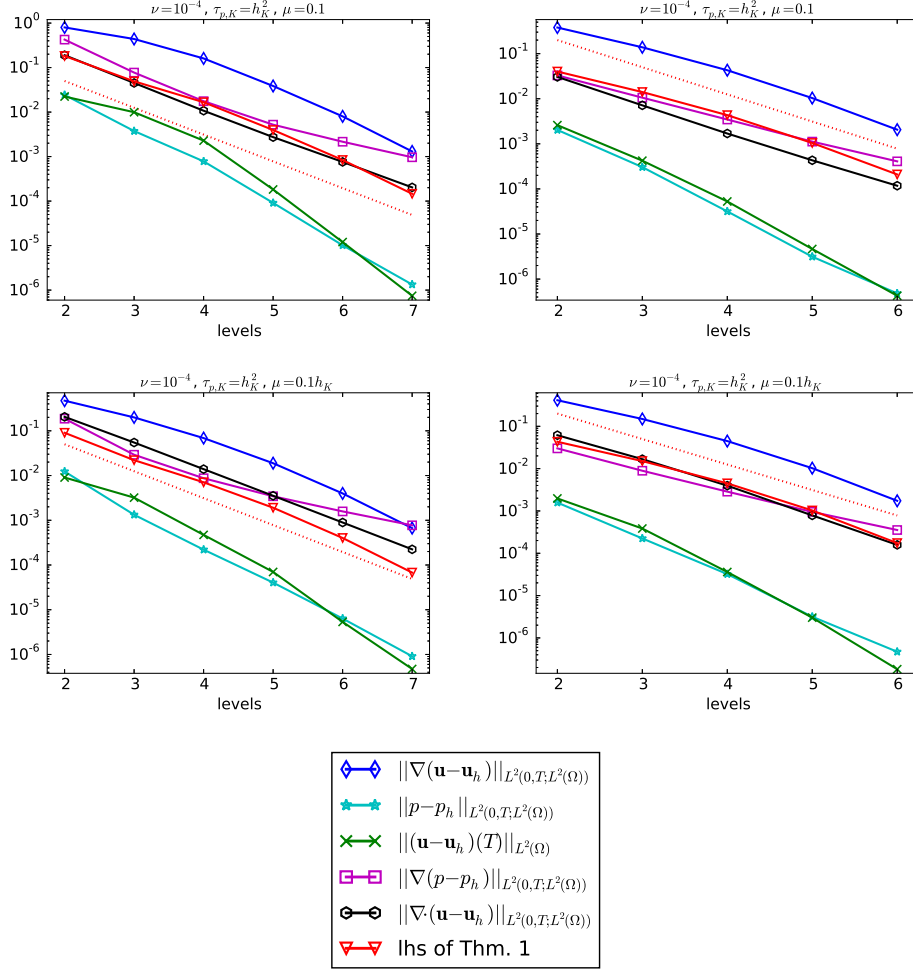 ν=10⁻⁴, τ_{p,K}=h_K², μ=0.1
10⁰
10⁻¹
10⁻²
10⁻³
10⁻⁴
10⁻⁵
10⁻⁶
2 3 4 5 6 7
levels
ν=10⁻⁴, τ_{p,K}=h_K², μ=0.1
10⁻¹
10⁻²
10⁻³
10⁻⁴
10⁻⁵
10⁻⁶
2 3 4 5 6
levels
ν=10⁻⁴, τ_{p,K}=h_K², μ=0.1h_K
10⁻¹
10⁻²
10⁻³
10⁻⁴
10⁻⁵
10⁻⁶
2 3 4 5 6 7
levels
ν=10⁻⁴, τ_{p,K}=h_K², μ=0.1h_K
10⁻¹
10⁻²
10⁻³
10⁻⁴
10⁻⁵
10⁻⁶
2 3 4 5 6
levels
||∇(u−u_h)||_{L²(0,T;L²(Ω))}
||p−p_h||_{L²(0,T;L²(Ω))}
||(u−u_h)(T)||_{L²(Ω)}
||∇(p−p_h)||_{L²(0,T;L²(Ω))}
||∇·(u−u_h)||_{L²(0,T;L²(Ω))}
lhs of Thm. 1